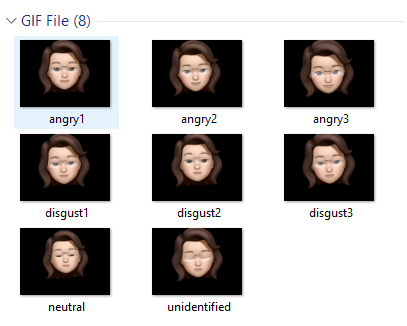 GIF File (8)
angry1 angry2 angry3
disgust1 disgust2 disgust3
neutral unidentified